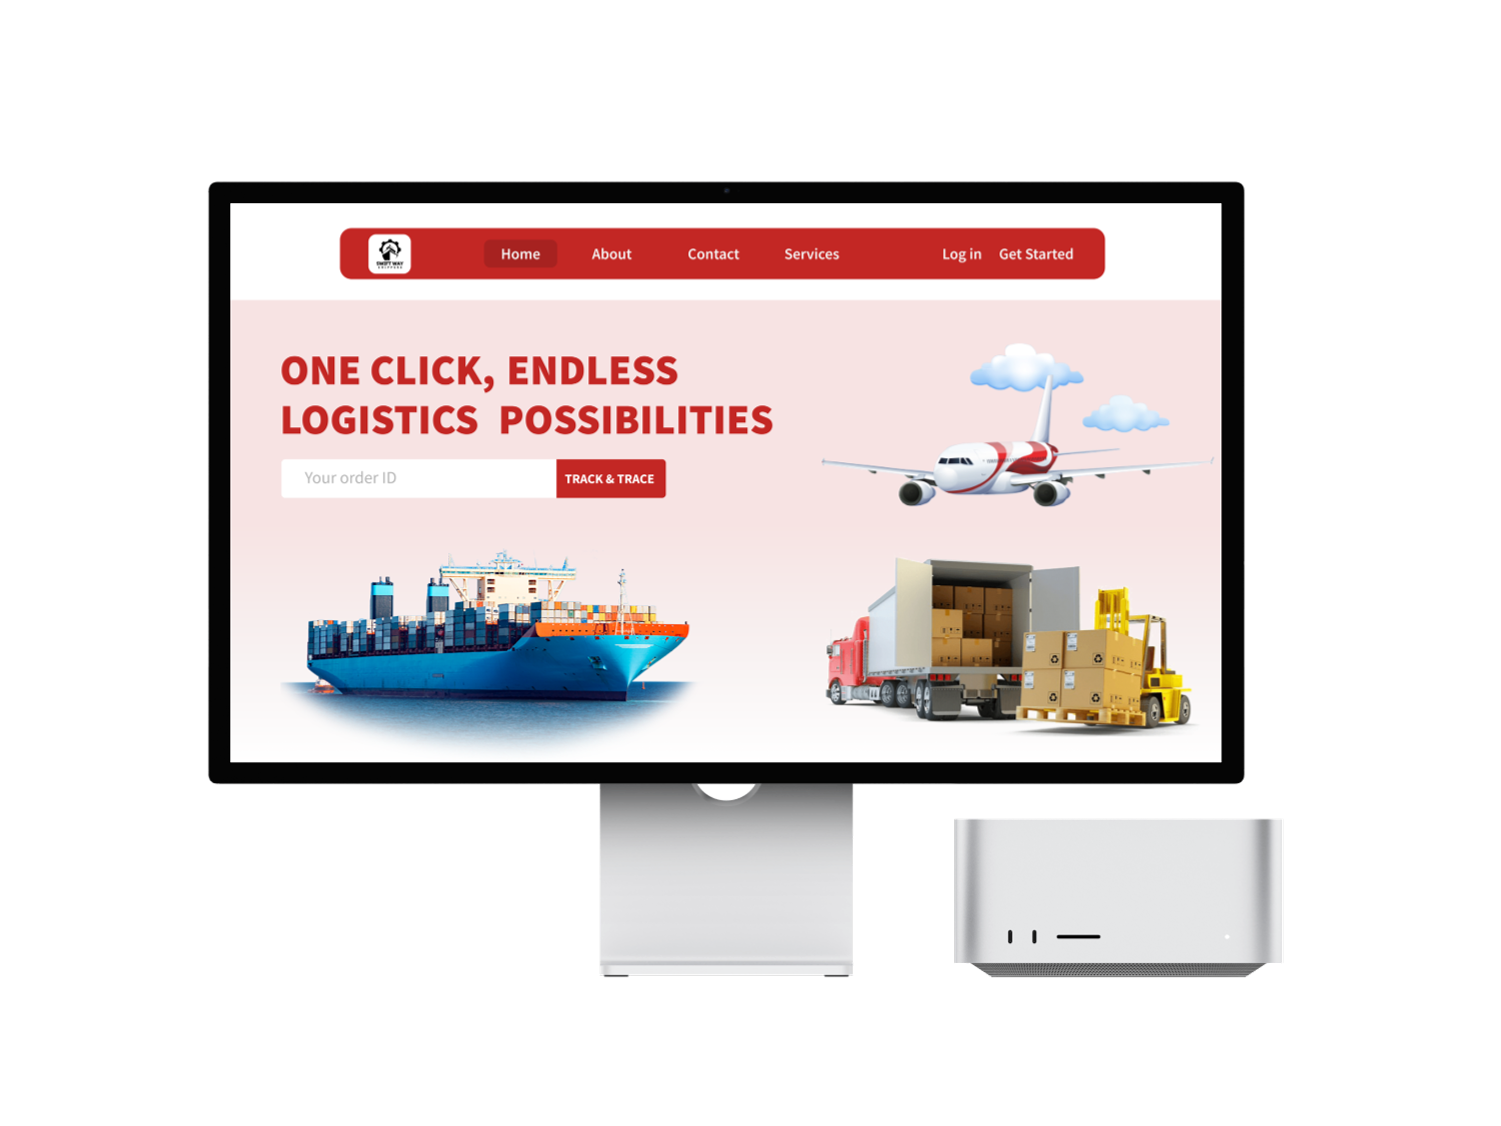 SWIFT WAY
SHIPPERS
Home
About
Contact
Services
Log in
Get Started
ONE CLICK, ENDLESS
LOGISTICS POSSIBILITIES
Your order ID
TRACK & TRACE